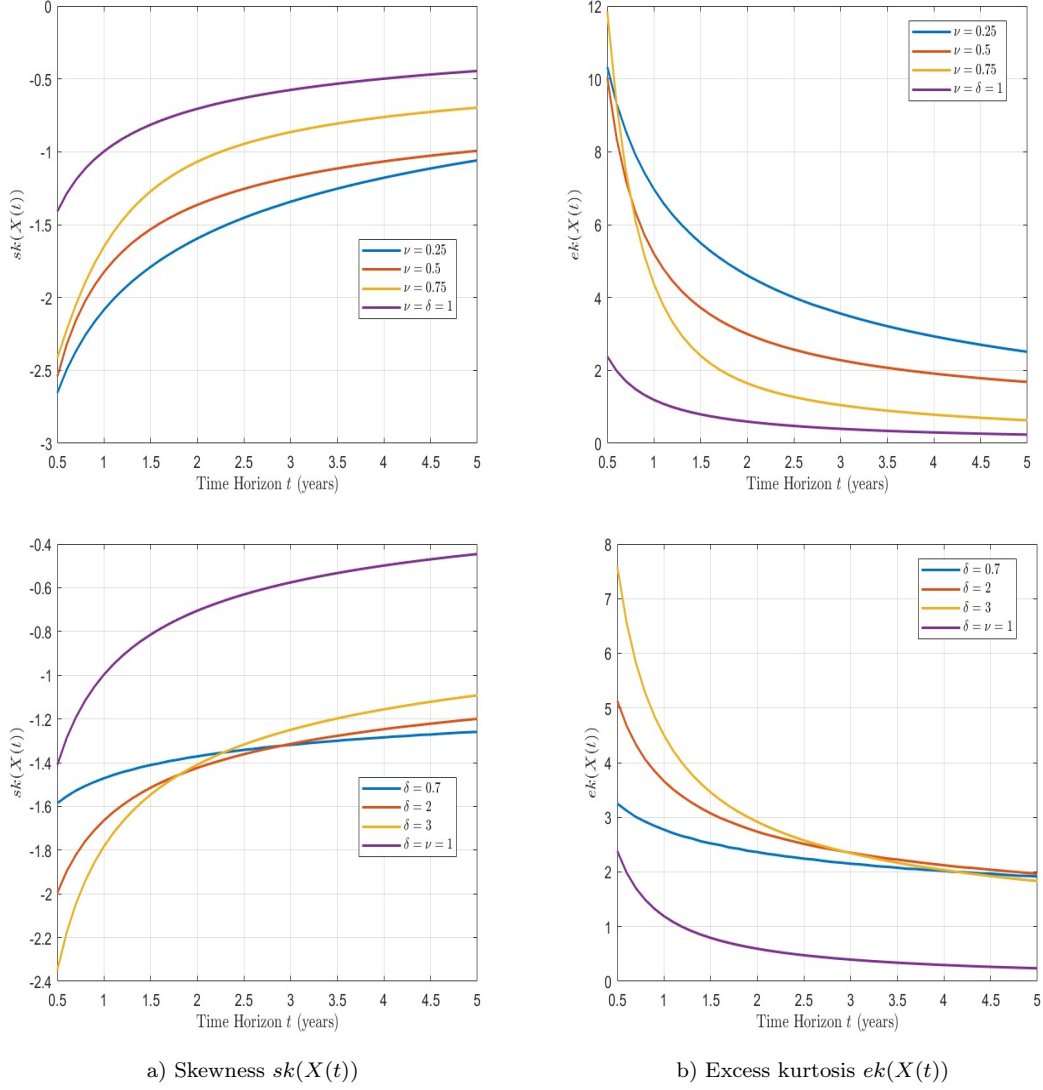 0
-0.5
-1
-1.5
-2
-2.5
-3
sk(X(t))
0.5 1 1.5 2 2.5 3 3.5 4 4.5 5
Time Horizon t (years)
ν = 0.25
ν = 0.5
ν = 0.75
ν = δ = 1
12
10
8
6
4
2
0
ek(X(t))
0.5 1 1.5 2 2.5 3 3.5 4 4.5 5
Time Horizon t (years)
ν = 0.25
ν = 0.5
ν = 0.75
ν = δ = 1
-0.4
-0.6
-0.8
-1
-1.2
-1.4
-1.6
-1.8
-2
-2.2
-2.4
sk(X(t))
0.5 1 1.5 2 2.5 3 3.5 4 4.5 5
Time Horizon t (years)
δ = 0.7
δ = 2
δ = 3
δ = ν = 1
8
7
6
5
4
3
2
1
0
ek(X(t))
0.5 1 1.5 2 2.5 3 3.5 4 4.5 5
Time Horizon t (years)
δ = 0.7
δ = 2
δ = 3
δ = ν = 1
a) Skewness sk(X(t))
b) Excess kurtosis ek(X(t))